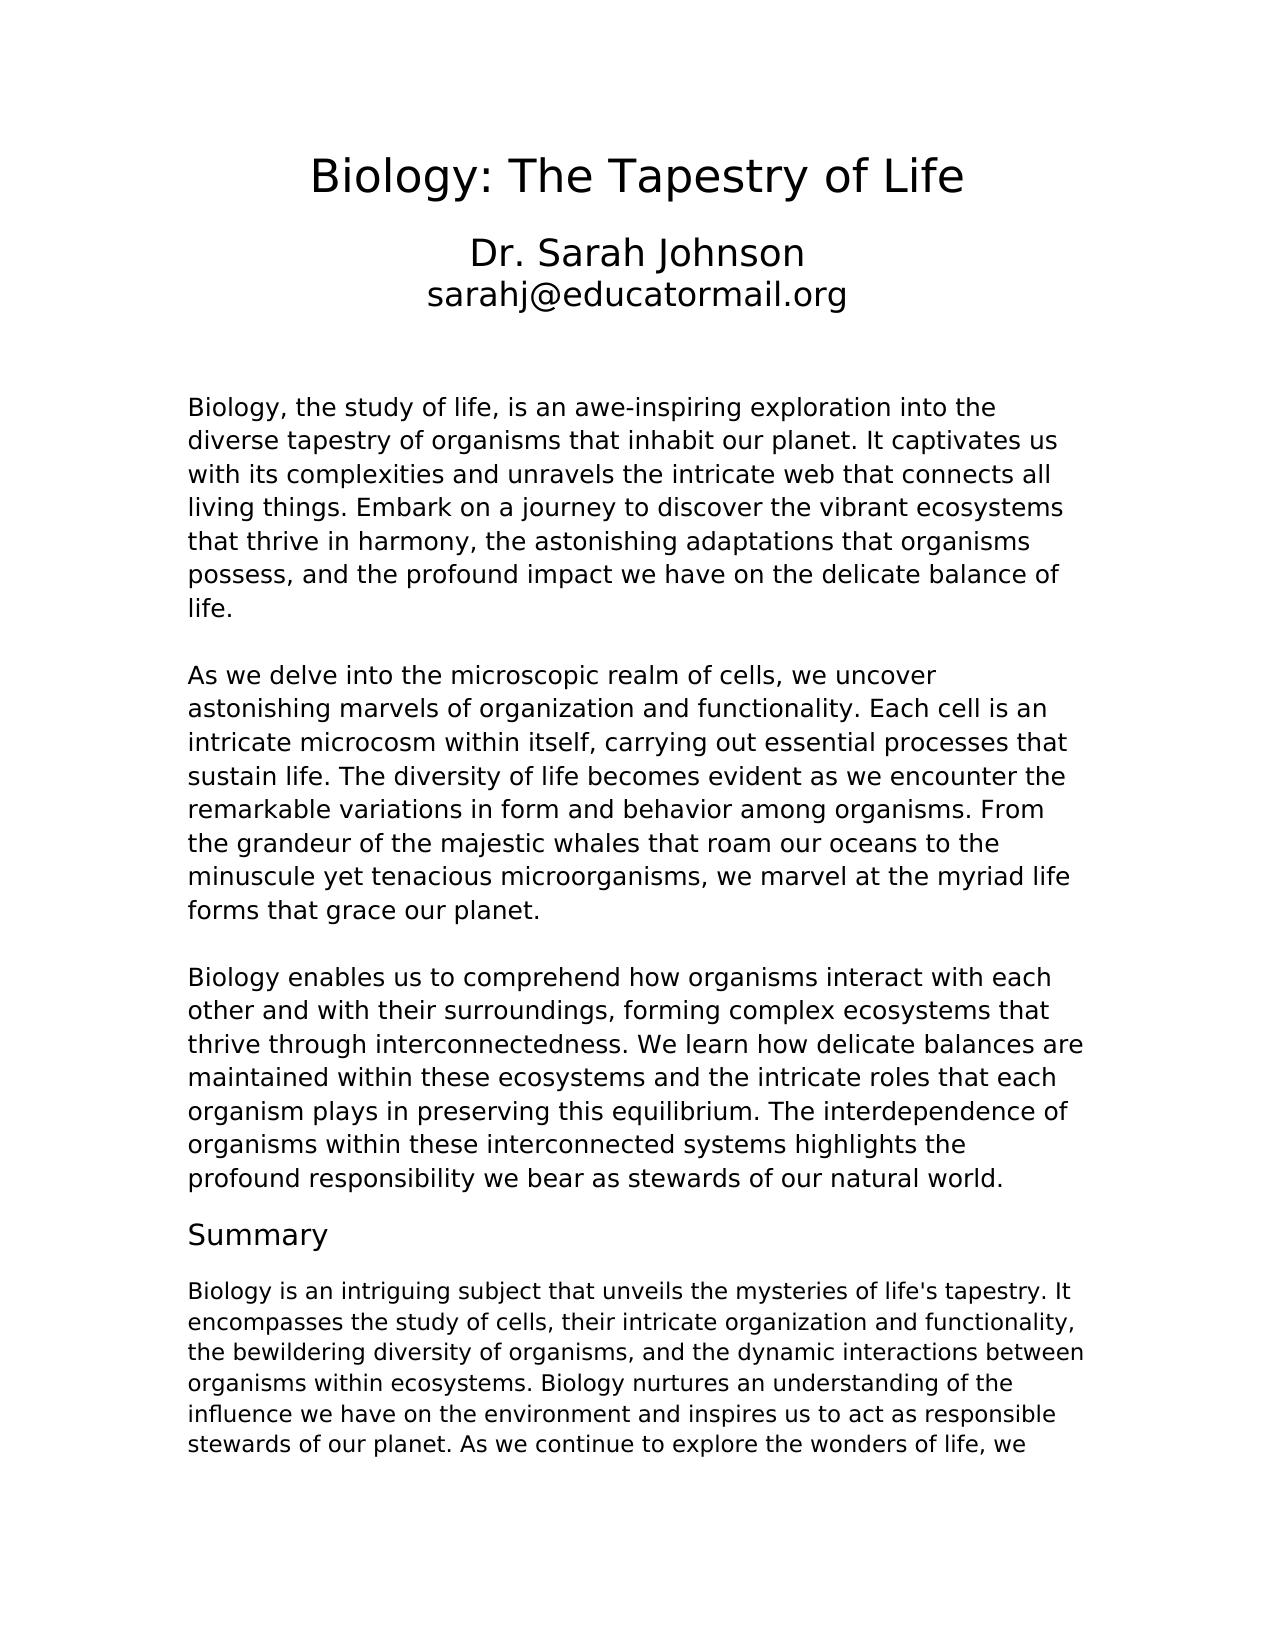 Biology: The Tapestry of Life
Dr. Sarah Johnson
sarahj@educatormail.org
Biology, the study of life, is an awe-inspiring exploration into the
diverse tapestry of organisms that inhabit our planet. It captivates us
with its complexities and unravels the intricate web that connects all
living things. Embark on a journey to discover the vibrant ecosystems
that thrive in harmony, the astonishing adaptations that organisms
possess, and the profound impact we have on the delicate balance of
life.
As we delve into the microscopic realm of cells, we uncover
astonishing marvels of organization and functionality. Each cell is an
intricate microcosm within itself, carrying out essential processes that
sustain life. The diversity of life becomes evident as we encounter the
remarkable variations in form and behavior among organisms. From
the grandeur of the majestic whales that roam our oceans to the
minuscule yet tenacious microorganisms, we marvel at the myriad life
forms that grace our planet.
Biology enables us to comprehend how organisms interact with each
other and with their surroundings, forming complex ecosystems that
thrive through interconnectedness. We learn how delicate balances are
maintained within these ecosystems and the intricate roles that each
organism plays in preserving this equilibrium. The interdependence of
organisms within these interconnected systems highlights the
profound responsibility we bear as stewards of our natural world.
Summary
Biology is an intriguing subject that unveils the mysteries of life's tapestry. It
encompasses the study of cells, their intricate organization and functionality,
the bewildering diversity of organisms, and the dynamic interactions between
organisms within ecosystems. Biology nurtures an understanding of the
influence we have on the environment and inspires us to act as responsible
stewards of our planet. As we continue to explore the wonders of life, we